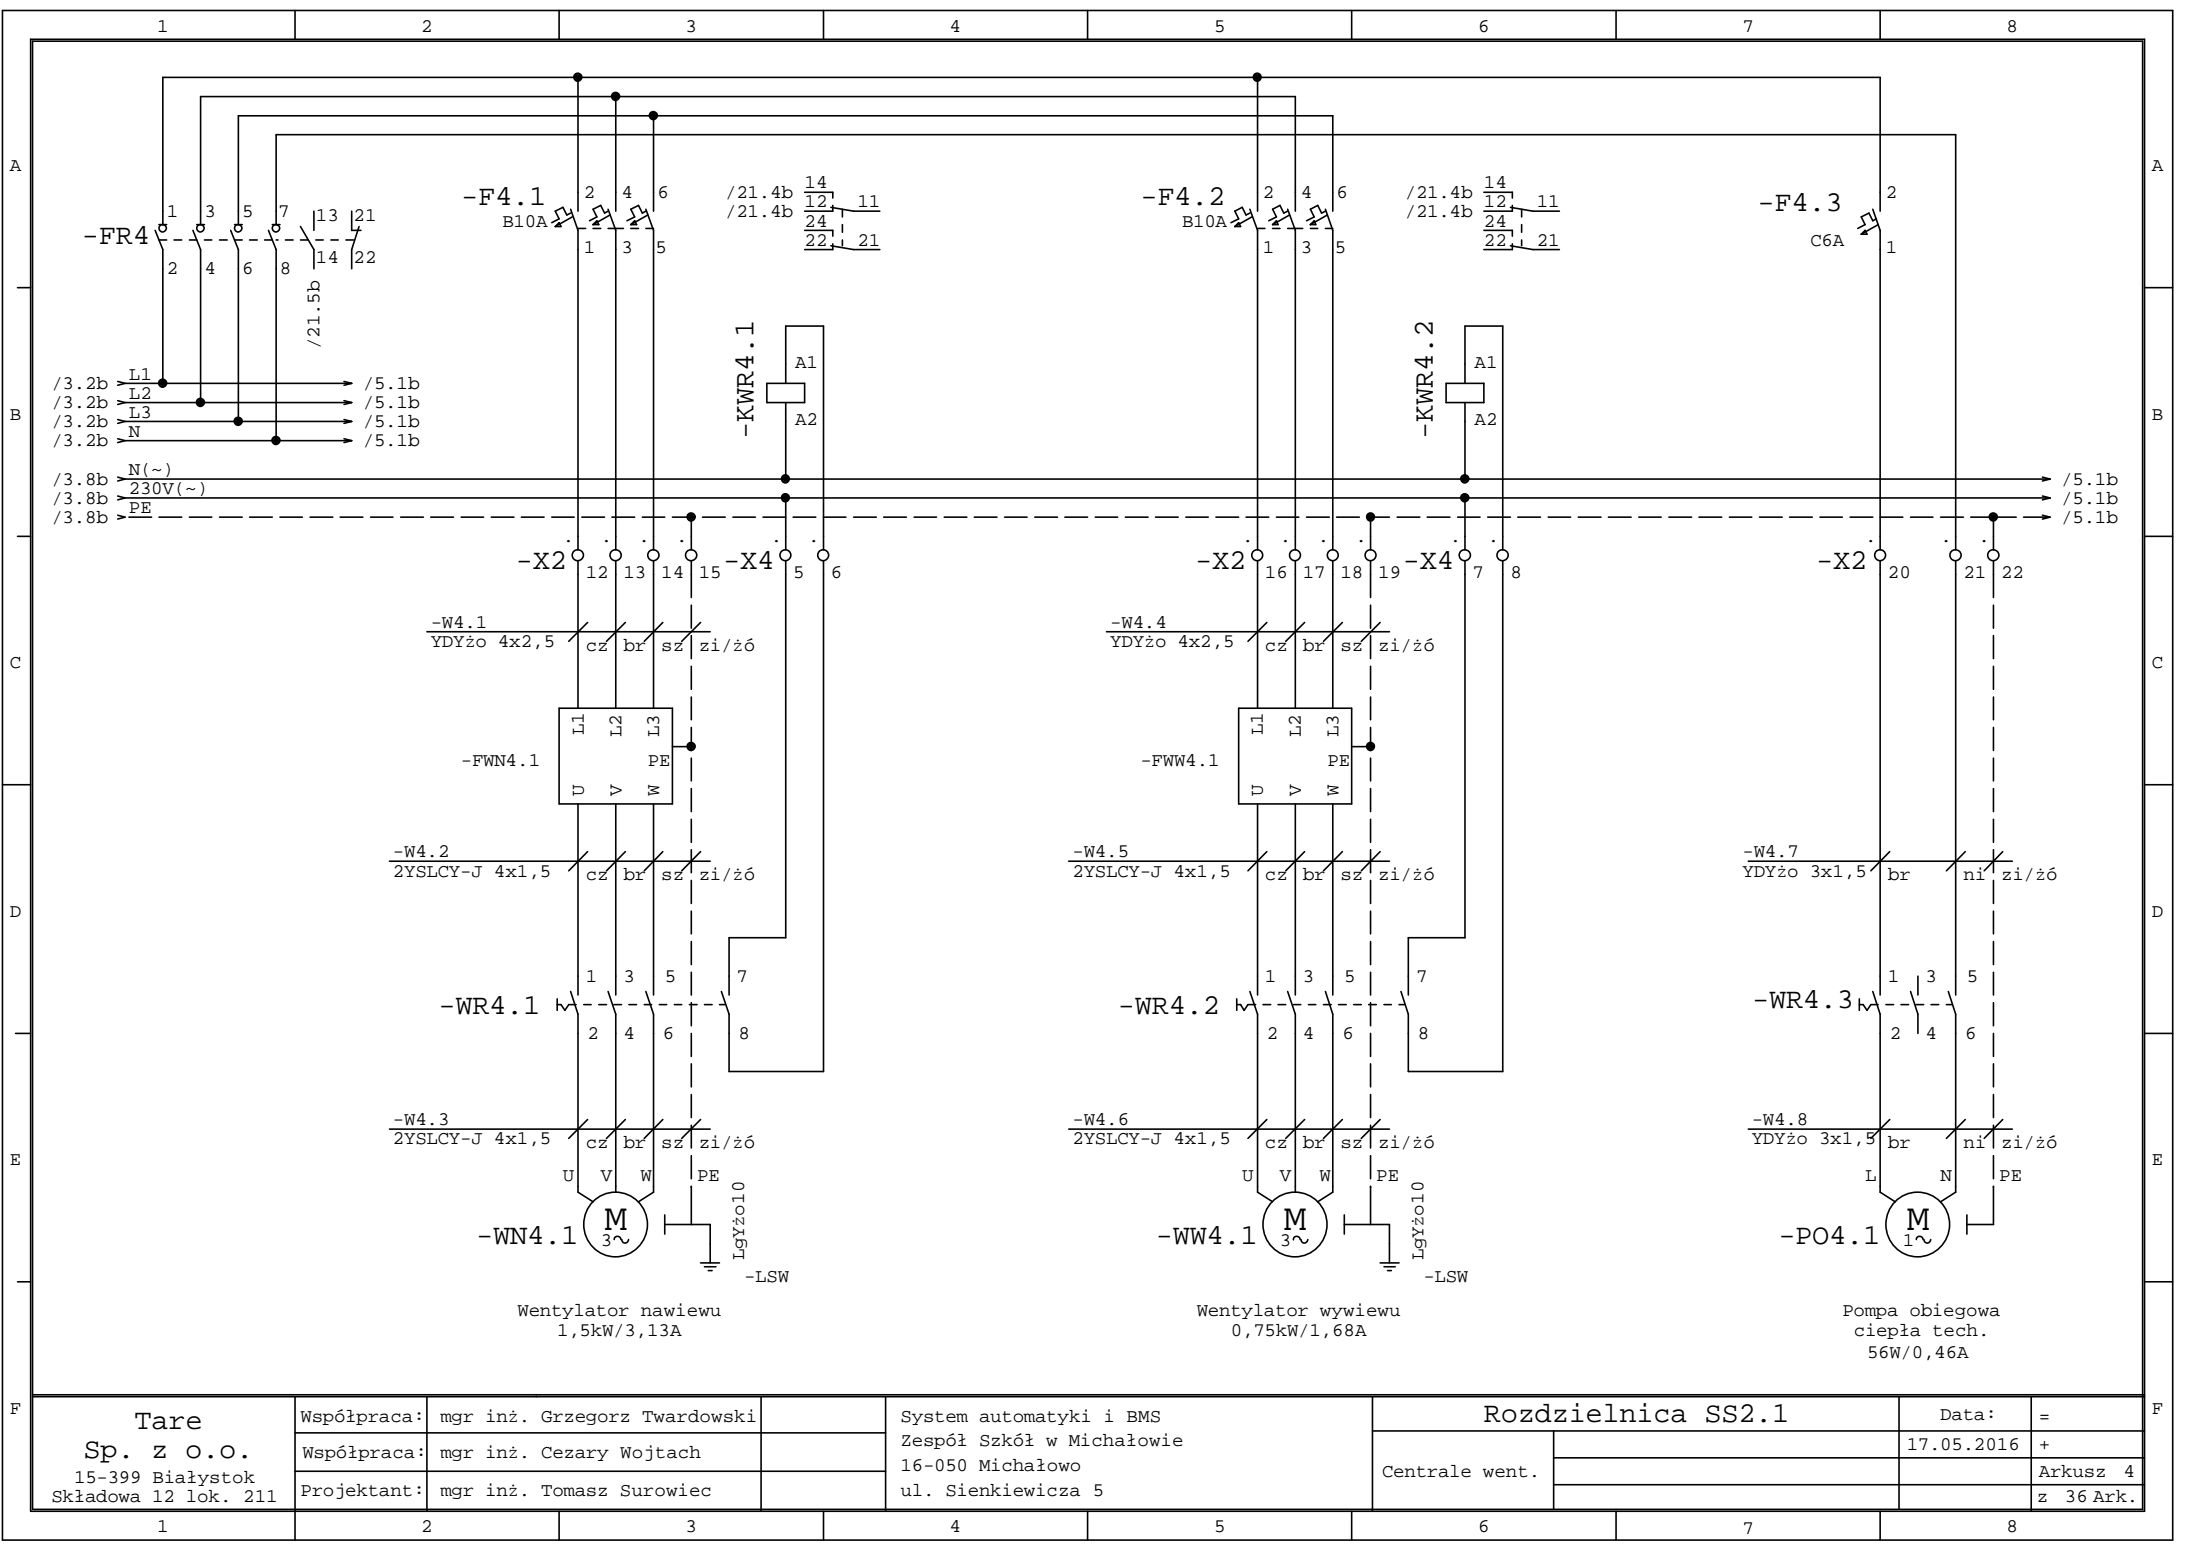 1 2 3 4 5 6 7 8
A A
-F4.1
B10A
2 4 6
1 3 5
/21.4b 14
/21.4b 12 11
24
22 21
-F4.2
B10A
2 4 6
1 3 5
/21.4b 14
/21.4b 12 11
24
22 21
-F4.3
C6A
2
1
-FR4
1 3 5 7 13 21
2 4 6 8 14 22
/21.5b
-KWR4.1
A1
A2
-KWR4.2
A1
A2
/3.2b L1 /5.1b
/3.2b L2 /5.1b
/3.2b L3 /5.1b
/3.2b N /5.1b
B B
/3.8b N(~) /5.1b
/3.8b 230V(~) /5.1b
/3.8b PE /5.1b
-X2 12 13 14 15 -X4 5 6
-X2 16 17 18 19 -X4 7 8
-X2 20 21 22
-W4.1
YDYżo 4x2,5 cz br sz zi/żó
-W4.4
YDYżo 4x2,5 cz br sz zi/żó
C C
L1 L2 L3
-FWN4.1 PE
U V W
L1 L2 L3
-FWW4.1 PE
U V W
-W4.2
2YSLCY-J 4x1,5 cz br sz zi/żó
-W4.5
2YSLCY-J 4x1,5 cz br sz zi/żó
-W4.7
YDYżo 3x1,5 br ni zi/żó
D D
-WR4.1
1 3 5 7
2 4 6 8
-WR4.2
1 3 5 7
2 4 6 8
-WR4.3
1 3 5
2 4 6
-W4.3
2YSLCY-J 4x1,5 cz br sz zi/żó
-W4.6
2YSLCY-J 4x1,5 cz br sz zi/żó
-W4.8
YDYżo 3x1,5 br ni zi/żó
E E
U V W PE
-WN4.1 M
3~
LgYżo10
-LSW
U V W PE
-WW4.1 M
3~
LgYżo10
-LSW
L N PE
-PO4.1 M
1~
Wentylator nawiewu
1,5kW/3,13A
Wentylator wywiewu
0,75kW/1,68A
Pompa obiegowa
ciepła tech.
56W/0,46A
F F
Tare
Sp. z o.o.
15-399 Białystok
Składowa 12 lok. 211
Współpraca: mgr inż. Grzegorz Twardowski
Współpraca: mgr inż. Cezary Wojtach
Projektant: mgr inż. Tomasz Surowiec
System automatyki i BMS
Zespół Szkół w Michałowie
16-050 Michałowo
ul. Sienkiewicza 5
Rozdzielnica SS2.1
Centrale went.
Data: =
17.05.2016 +
Arkusz 4
z 36 Ark.
1 2 3 4 5 6 7 8